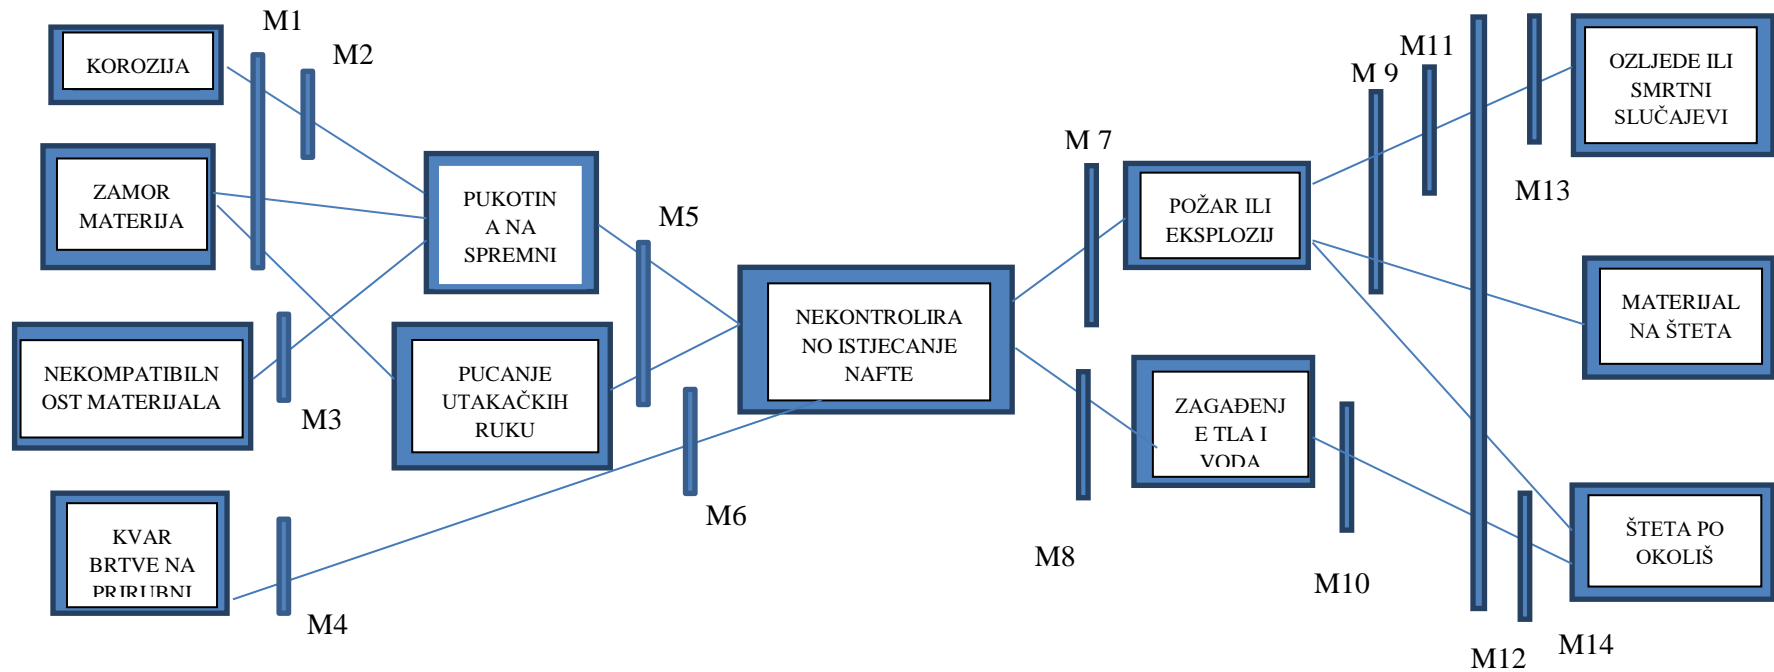 M1
M2
KOROZIJA
ZAMOR
MATERIJA
NEKOMPATIBILN
OST MATERIJALA
M3
KVAR
BRTVE NA
PRIRUBNI
M4
PUKOTIN
A NA
SPREMNI
PUCANJE
UTAKAČKIH
RUKU
M5
M6
NEKONTROLIRA
NO ISTJECANJE
NAFTE
M 7
M8
POŽAR ILI
EKSPLOZIJ
ZAGAĐENJ
E TLA I
VODA
M 9
M10
M11
M12
M13
M14
OZLJEDE ILI
SMRTNI
SLUČAJEVI
MATERIJAL
NA ŠTETA
ŠTETA PO
OKOLIŠ